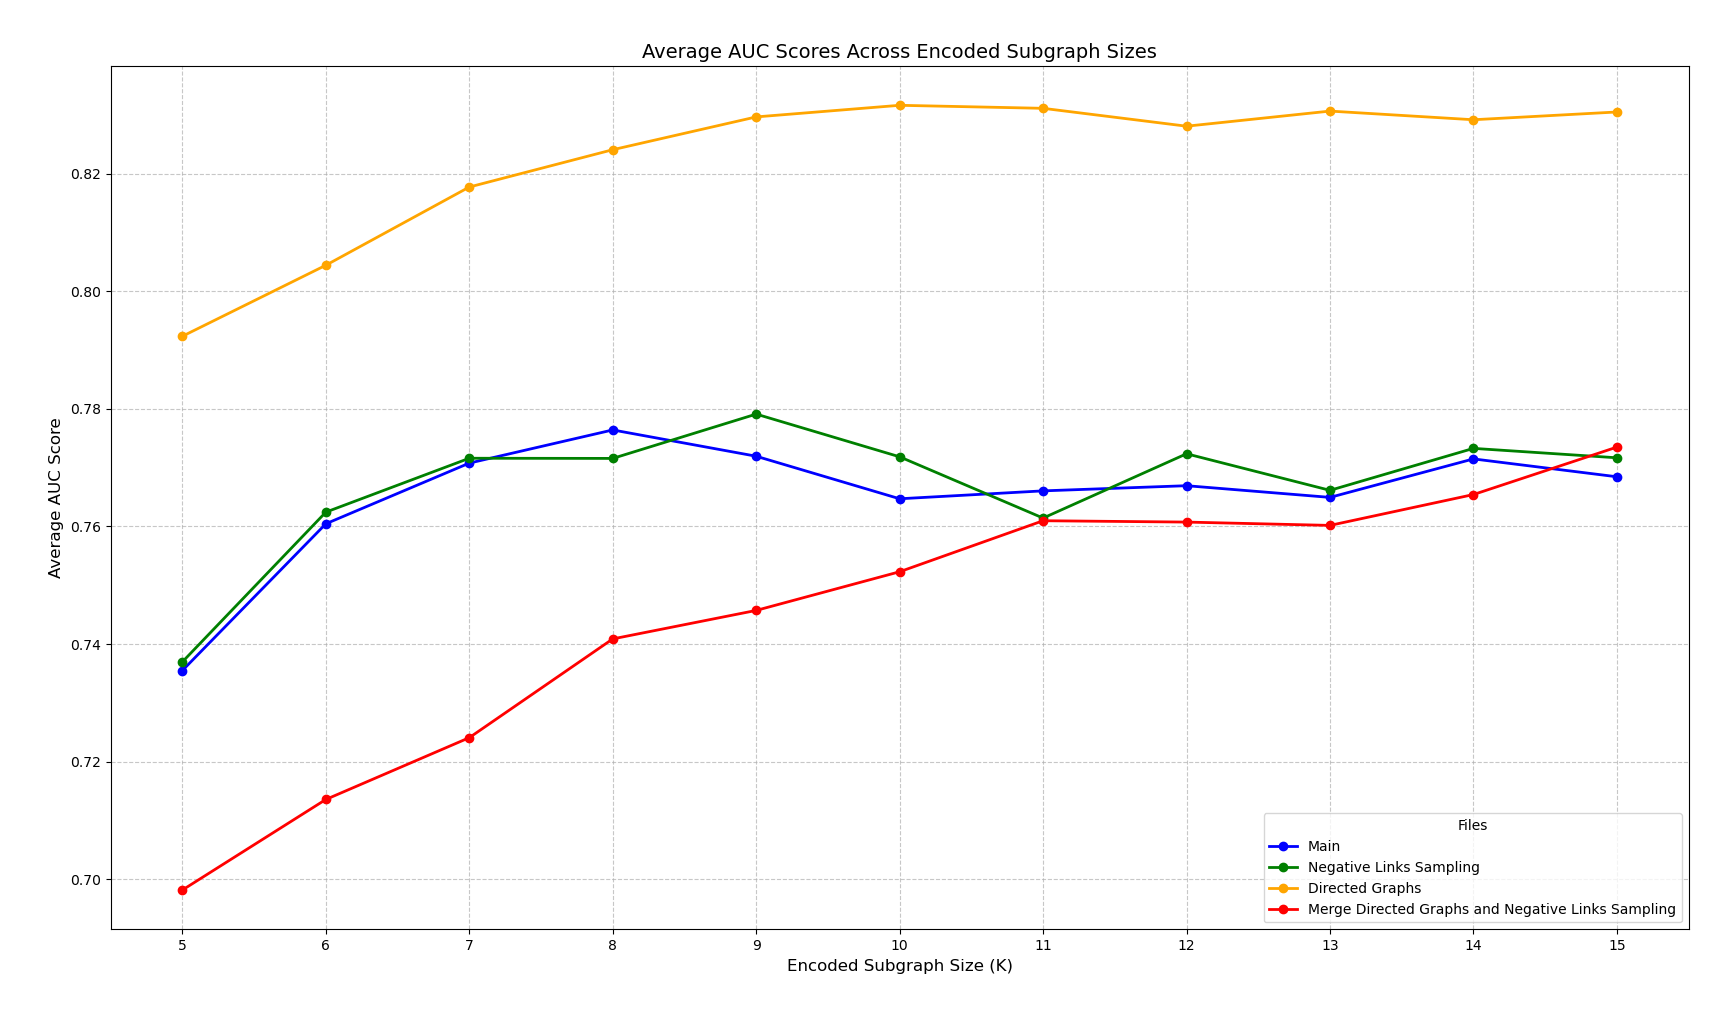 Average AUC Scores Across Encoded Subgraph Sizes
Average AUC Score
0.82
0.80
0.78
0.76
0.74
0.72
0.70
Files
Main
Negative Links Sampling
Directed Graphs
Merge Directed Graphs and Negative Links Sampling
5 6 7 8 9 10 11 12 13 14 15
Encoded Subgraph Size (K)